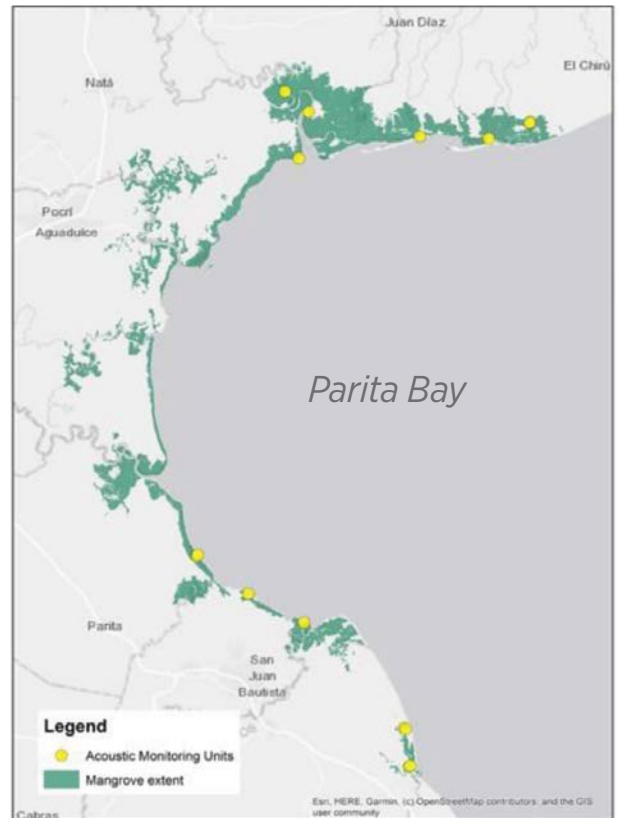 Juan Díaz
El Chirú
Natá
Pocrí
Aguadulce
Parita Bay
Parita
San
Juan
Bautista
Legend
Acoustic Monitoring Units
Mangrove extent
Esri, HERE, Garmin, (c) OpenStreetMap contributors, and the GIS
user community
Cabras